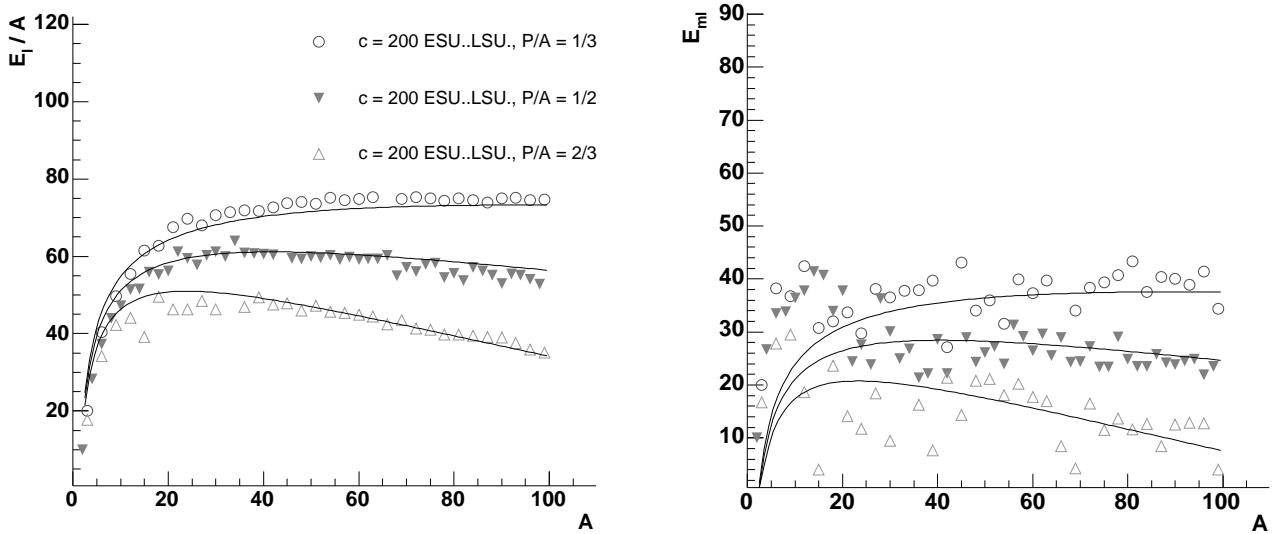 E_l / A
120
100
80
60
40
20
0 20 40 60 80 100
A
c = 200 ESU..LSU., P/A = 1/3
c = 200 ESU..LSU., P/A = 1/2
c = 200 ESU..LSU., P/A = 2/3
E_ml
90
80
70
60
50
40
30
20
10
0 20 40 60 80 100
A